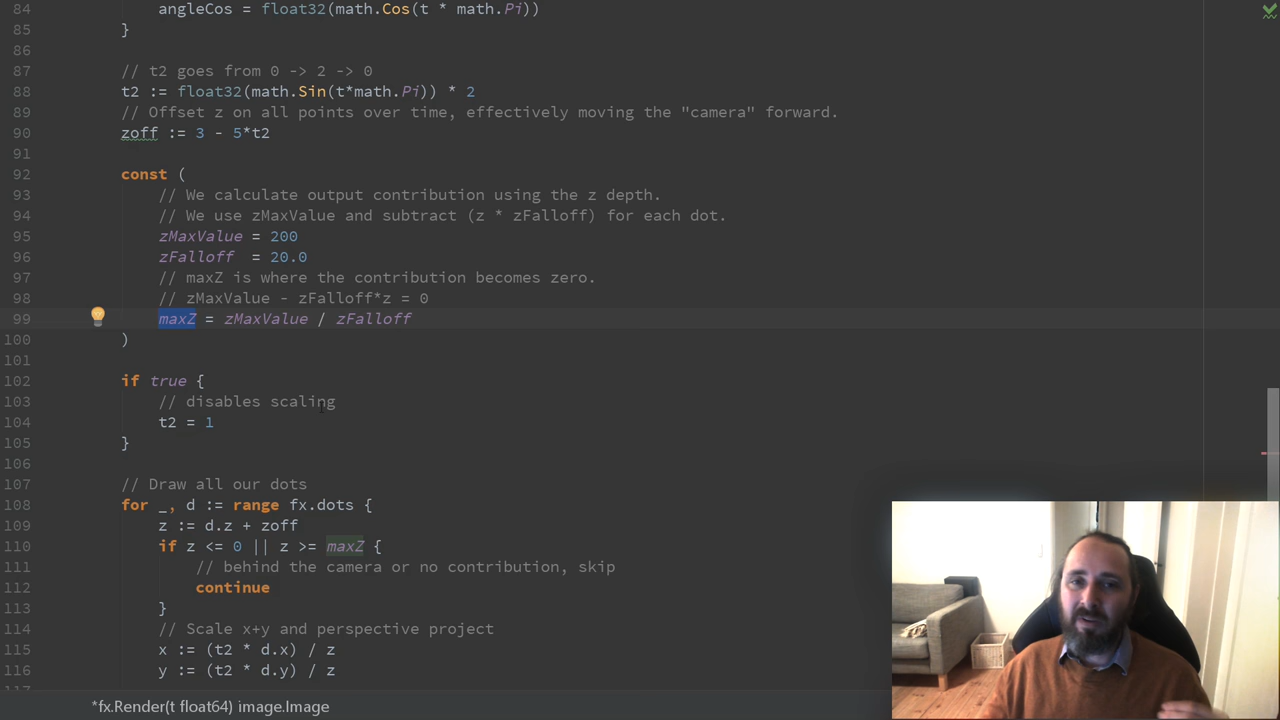 84 angleCos = float32(math.Cos(t * math.Pi))
85 }
86
87 // t2 goes from 0 -> 2 -> 0
88 t2 := float32(math.Sin(t*math.Pi)) * 2
89 // Offset z on all points over time, effectively moving the "camera" forward.
90 zoff := 3 - 5*t2
91
92 const (
93 // We calculate output contribution using the z depth.
94 // We use zMaxValue and subtract (z * zFalloff) for each dot.
95 zMaxValue = 200
96 zFalloff  = 20.0
97 // maxZ is where the contribution becomes zero.
98 // zMaxValue - zFalloff*z = 0
99 maxZ = zMaxValue / zFalloff
100 )
101
102 if true {
103 // disables scaling
104 t2 = 1
105 }
106
107 // Draw all our dots
108 for _, d := range fx.dots {
109 z := d.z + zoff
110 if z <= 0 || z >= maxZ {
111 // behind the camera or no contribution, skip
112 continue
113 }
114 // Scale x+y and perspective project
115 x := (t2 * d.x) / z
116 y := (t2 * d.y) / z
117
*fx.Render(t float64) image.Image